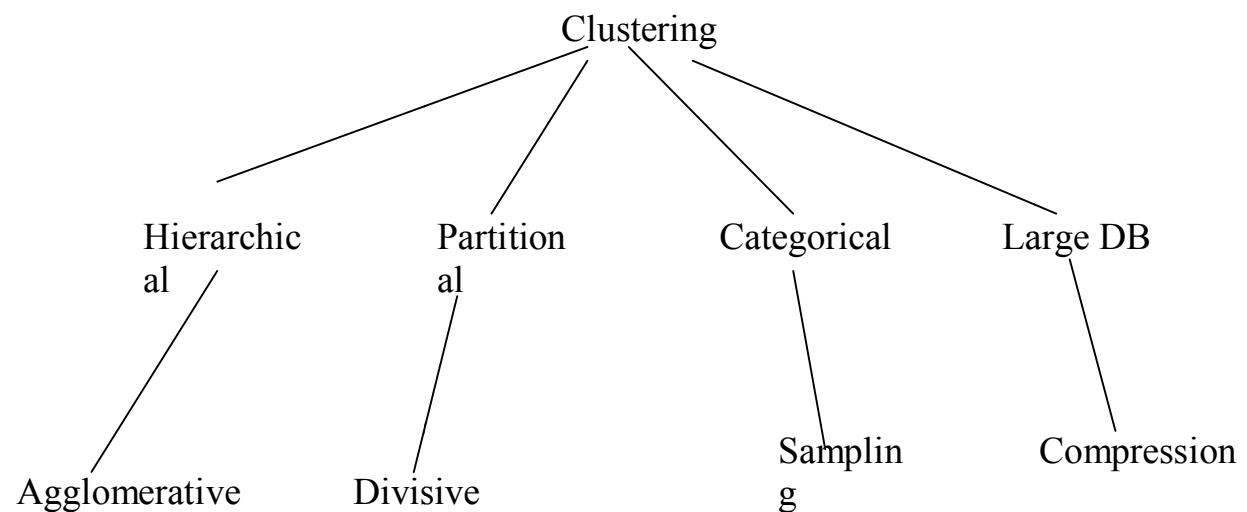 Clustering
Hierarchic
al
Partition
al
Categorical
Large DB
Agglomerative
Divisive
Samplin
g
Compression